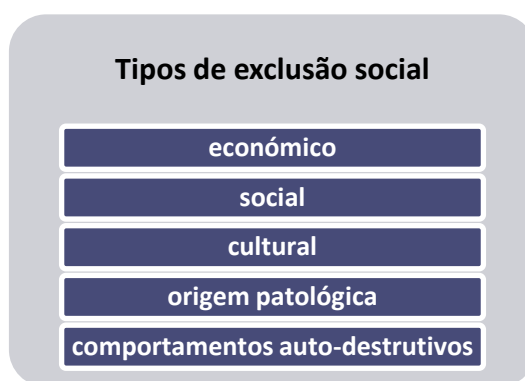 Tipos de exclusão social
económico
social
cultural
origem patológica
comportamentos auto-destrutivos